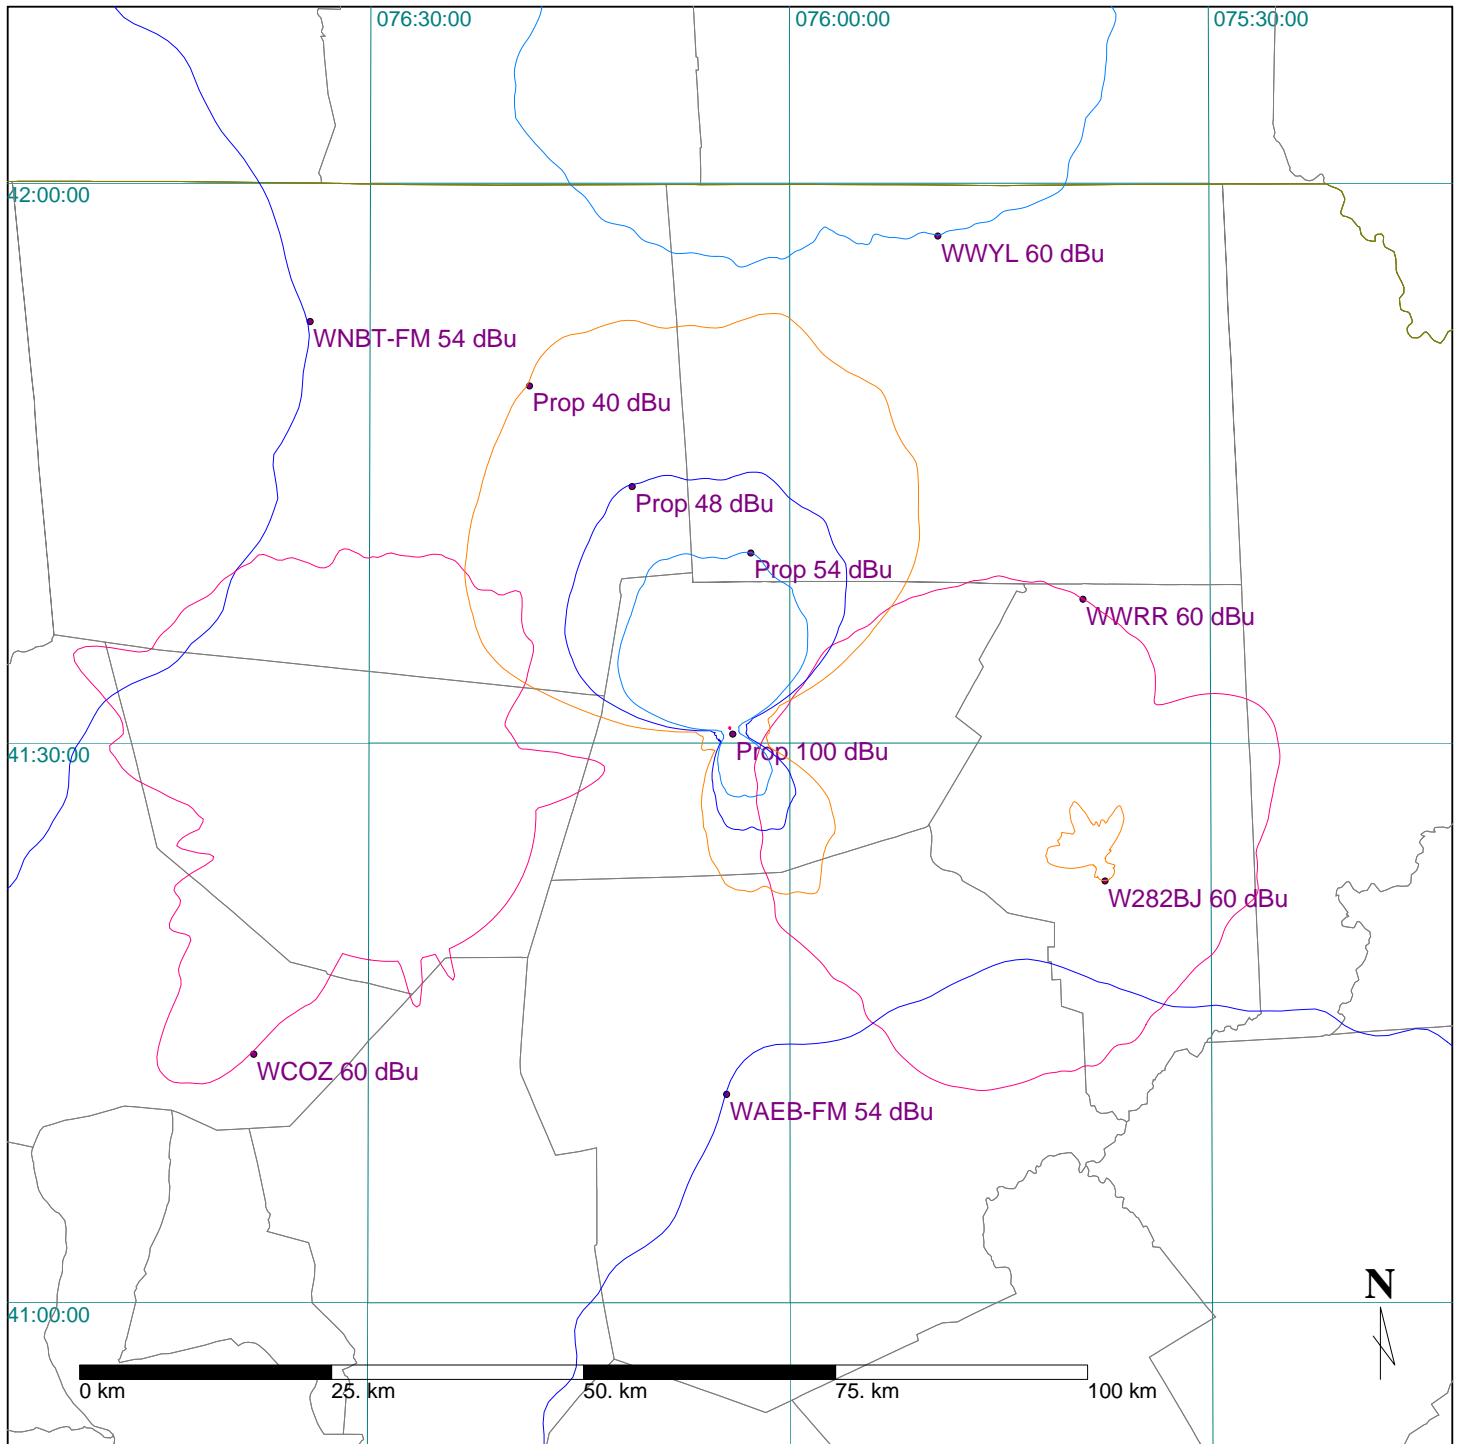 076:30:00
076:00:00
075:30:00
42:00:00
WWYL 60 dBu
WNBT-FM 54 dBu
Prop 40 dBu
Prop 48 dBu
Prop 54 dBu
WWRR 60 dBu
41:30:00
Prop 100 dBu
W282BJ 60 dBu
WCOZ 60 dBu
WAEB-FM 54 dBu
N
41:00:00
0 km
25. km
50. km
75. km
100 km